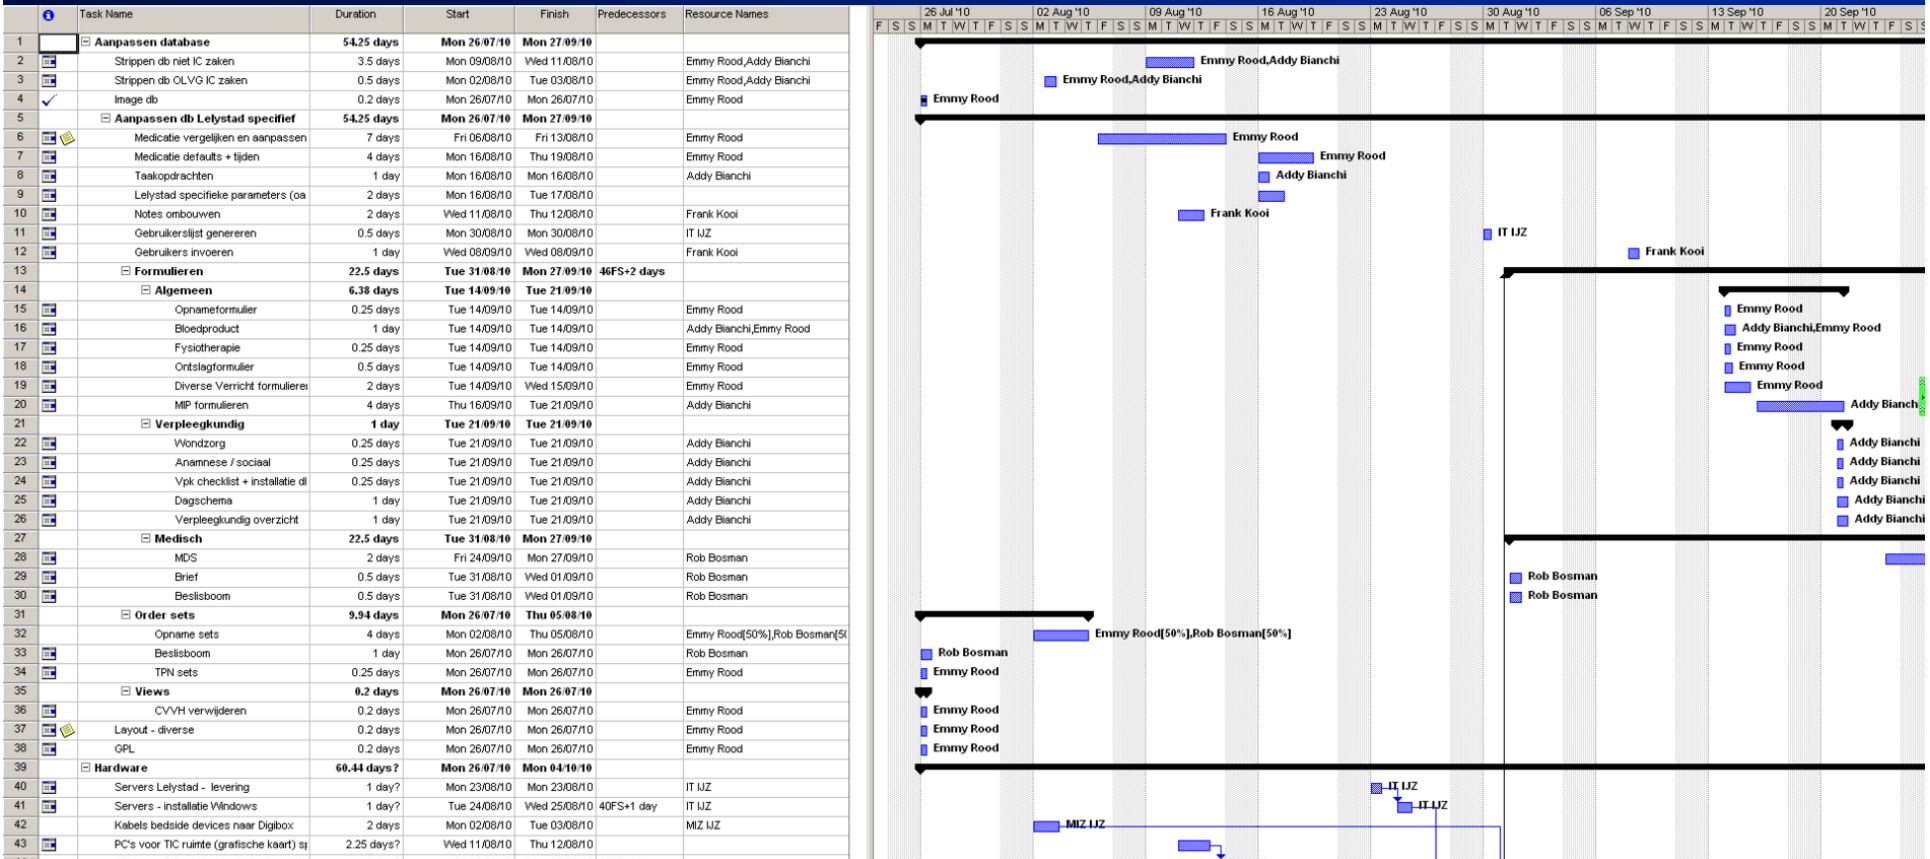 Task Name Duration Start Finish Predecessors Resource Names
26 Jul '10 02 Aug '10 09 Aug '10 16 Aug '10 23 Aug '10 30 Aug '10 06 Sep '10 13 Sep '10 20 Sep '10
F S S M T W T F S S M T W T F S S M T W T F S S M T W T F S S M T W T F S S M T W T F S S M T W T F S S M T W T F S S M T W T F S
1 Aanpassen database 54.25 days Mon 26/07/10 Mon 27/09/10
2 Strippen db niet IC zaken 3.5 days Mon 09/08/10 Wed 11/08/10 Emmy Rood,Addy Bianchi Emmy Rood,Addy Bianchi
3 Strippen db OLVG IC zaken 0.5 days Mon 02/08/10 Tue 03/08/10 Emmy Rood,Addy Bianchi Emmy Rood,Addy Bianchi
4 Image db 0.2 days Mon 26/07/10 Mon 26/07/10 Emmy Rood Emmy Rood
5 Aanpassen db Lelystad specifief 54.25 days Mon 26/07/10 Mon 27/09/10
6 Medicatie vergelijken en aanpassen 7 days Fri 06/08/10 Fri 13/08/10 Emmy Rood Emmy Rood
7 Medicatie defaults + tijden 4 days Mon 16/08/10 Thu 19/08/10 Emmy Rood Emmy Rood
8 Taakopdrachten 1 day Mon 16/08/10 Mon 16/08/10 Addy Bianchi Addy Bianchi
9 Lelystad specifieke parameters (oa 2 days Mon 16/08/10 Tue 17/08/10
10 Notes ombouwen 2 days Wed 11/08/10 Thu 12/08/10 Frank Kooi Frank Kooi
11 Gebruikerslijst genereren 0.5 days Mon 30/08/10 Mon 30/08/10 IT IJZ IT IJZ
12 Gebruikers invoeren 1 day Wed 08/09/10 Wed 08/09/10 Frank Kooi Frank Kooi
13 Formulieren 22.5 days Tue 31/08/10 Mon 27/09/10 46FS+2 days
14 Algemeen 6.38 days Tue 14/09/10 Tue 21/09/10
15 Opnameformulier 0.25 days Tue 14/09/10 Tue 14/09/10 Emmy Rood Emmy Rood
16 Bloedproduct 1 day Tue 14/09/10 Tue 14/09/10 Addy Bianchi,Emmy Rood Addy Bianchi,Emmy Rood
17 Fysiotherapie 0.25 days Tue 14/09/10 Tue 14/09/10 Emmy Rood Emmy Rood
18 Ontslagformulier 0.5 days Tue 14/09/10 Tue 14/09/10 Emmy Rood Emmy Rood
19 Diverse Verricht formulierei 2 days Tue 14/09/10 Wed 15/09/10 Emmy Rood Emmy Rood
20 MIP formulieren 4 days Thu 16/09/10 Tue 21/09/10 Addy Bianchi Addy Bianch
21 Verpleegkundig 1 day Tue 21/09/10 Tue 21/09/10
22 Wondzorg 0.25 days Tue 21/09/10 Tue 21/09/10 Addy Bianchi Addy Bianchi
23 Anamnese / sociaal 0.25 days Tue 21/09/10 Tue 21/09/10 Addy Bianchi Addy Bianchi
24 Vpk checklist + installatie dl 0.25 days Tue 21/09/10 Tue 21/09/10 Addy Bianchi Addy Bianchi
25 Dagschema 1 day Tue 21/09/10 Tue 21/09/10 Addy Bianchi Addy Bianchi
26 Verpleegkundig overzicht 1 day Tue 21/09/10 Tue 21/09/10 Addy Bianchi Addy Bianchi
27 Medisch 22.5 days Tue 31/08/10 Mon 27/09/10
28 MDS 2 days Fri 24/09/10 Mon 27/09/10 Rob Bosman
29 Brief 0.5 days Tue 31/08/10 Wed 01/09/10 Rob Bosman Rob Bosman
30 Beslisboom 0.5 days Tue 31/08/10 Wed 01/09/10 Rob Bosman Rob Bosman
31 Order sets 9.94 days Mon 26/07/10 Thu 05/08/10
32 Opname sets 4 days Mon 02/08/10 Thu 05/08/10 Emmy Rood[50%],Rob Bosman[5( Emmy Rood[50%],Rob Bosman[50%]
33 Beslisboom 1 day Mon 26/07/10 Mon 26/07/10 Rob Bosman Rob Bosman
34 TPN sets 0.25 days Mon 26/07/10 Mon 26/07/10 Emmy Rood Emmy Rood
35 Views 0.2 days Mon 26/07/10 Mon 26/07/10
36 CVVH verwijderen 0.2 days Mon 26/07/10 Mon 26/07/10 Emmy Rood Emmy Rood
37 Layout - diverse 0.2 days Mon 26/07/10 Mon 26/07/10 Emmy Rood Emmy Rood
38 GPL 0.2 days Mon 26/07/10 Mon 26/07/10 Emmy Rood Emmy Rood
39 Hardware 60.44 days? Mon 26/07/10 Mon 04/10/10
40 Servers Lelystad - levering 1 day? Mon 23/08/10 Mon 23/08/10 IT IJZ IT IJZ
41 Servers - installatie Windows 1 day? Tue 24/08/10 Wed 25/08/10 40FS+1 day IT IJZ IT IJZ
42 Kabels bedside devices naar Digibox 2 days Mon 02/08/10 Tue 03/08/10 MIZ IJZ MIZ IJZ
43 PC's voor TIC ruimte (grafische kaart) s 2.25 days? Wed 11/08/10 Thu 12/08/10